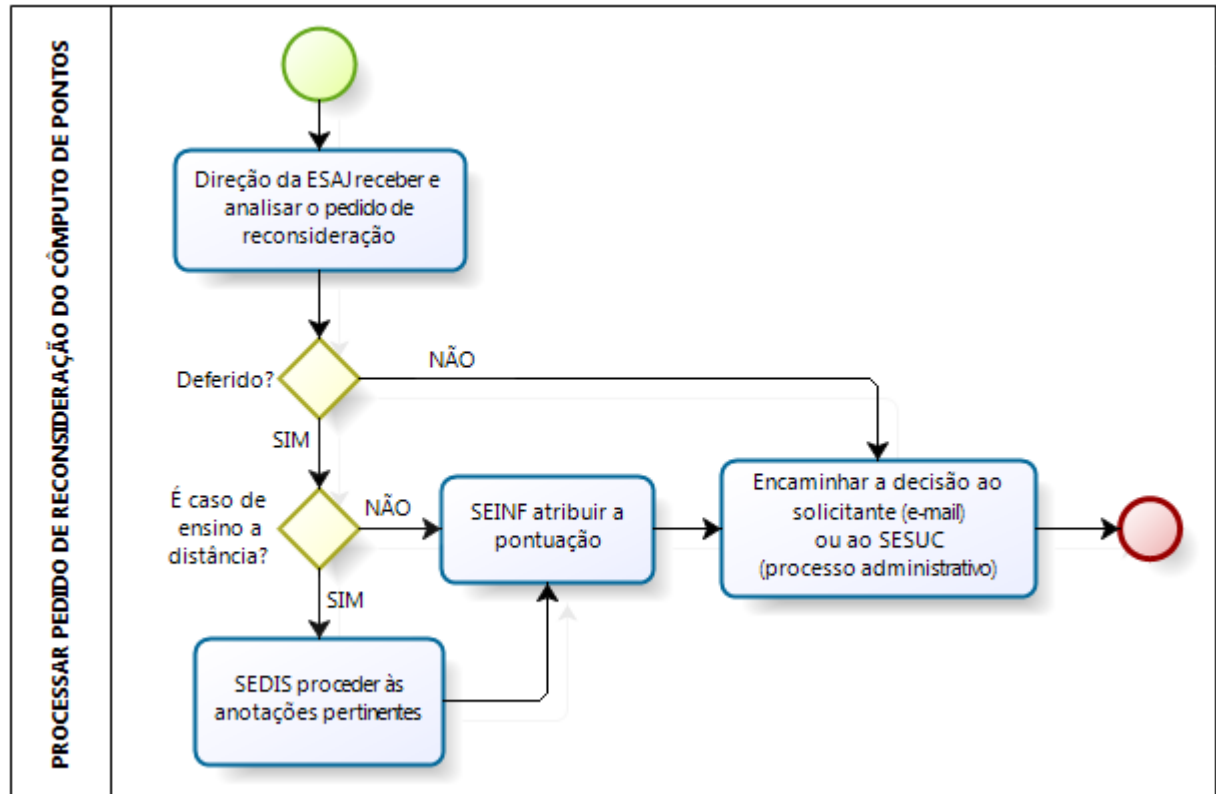 PROCESSAR PEDIDO DE RECONSIDERAÇÃO DO CÔMPUTO DE PONTOS
Direção da ESAJ receber e
analisar o pedido de
reconsideração
Deferido?
NÃO
SIM
É caso de
ensino a
distância?
NÃO
SIM
SEINF atribuir a
pontuação
Encaminhar a decisão ao
solicitante (e-mail)
ou ao SESUC
(processo administrativo)
SEDIS proceder às
anotações pertinentes